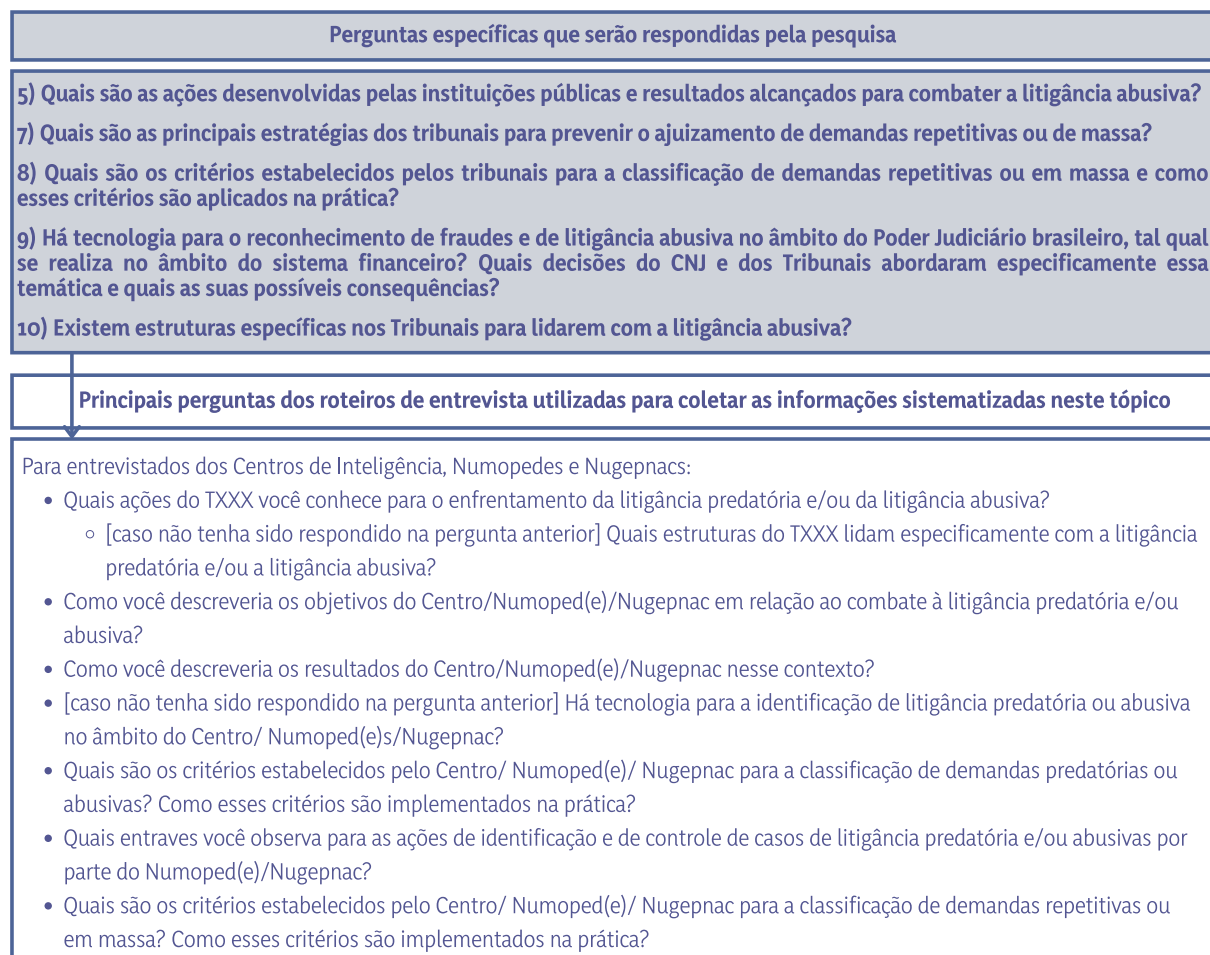 Perguntas específicas que serão respondidas pela pesquisa
5) Quais são as ações desenvolvidas pelas instituições públicas e resultados alcançados para combater a litigância abusiva?
7) Quais são as principais estratégias dos tribunais para prevenir o ajuizamento de demandas repetitivas ou de massa?
8) Quais são os critérios estabelecidos pelos tribunais para a classificação de demandas repetitivas ou em massa e como
esses critérios são aplicados na prática?
9) Há tecnologia para o reconhecimento de fraudes e de litigância abusiva no âmbito do Poder Judiciário brasileiro, tal qual
se realiza no âmbito do sistema financeiro? Quais decisões do CNJ e dos Tribunais abordaram especificamente essa
temática e quais as suas possíveis consequências?
10) Existem estruturas específicas nos Tribunais para lidarem com a litigância abusiva?
Principais perguntas dos roteiros de entrevista utilizadas para coletar as informações sistematizadas neste tópico
Para entrevistados dos Centros de Inteligência, Numopedes e Nugepnacs:
• Quais ações do TXXX você conhece para o enfrentamento da litigância predatória e/ou da litigância abusiva?
◦ [caso não tenha sido respondido na pergunta anterior] Quais estruturas do TXXX lidam especificamente com a litigância
predatória e/ou a litigância abusiva?
• Como você descreveria os objetivos do Centro/Numoped(e)/Nugepnac em relação ao combate à litigância predatória e/ou
abusiva?
• Como você descreveria os resultados do Centro/Numoped(e)/Nugepnac nesse contexto?
• [caso não tenha sido respondido na pergunta anterior] Há tecnologia para a identificação de litigância predatória ou abusiva
no âmbito do Centro/ Numoped(e)s/Nugepnac?
• Quais são os critérios estabelecidos pelo Centro/ Numoped(e)/ Nugepnac para a classificação de demandas predatórias ou
abusivas? Como esses critérios são implementados na prática?
• Quais entraves você observa para as ações de identificação e de controle de casos de litigância predatória e/ou abusivas por
parte do Numoped(e)/Nugepnac?
• Quais são os critérios estabelecidos pelo Centro/ Numoped(e)/ Nugepnac para a classificação de demandas repetitivas ou
em massa? Como esses critérios são implementados na prática?